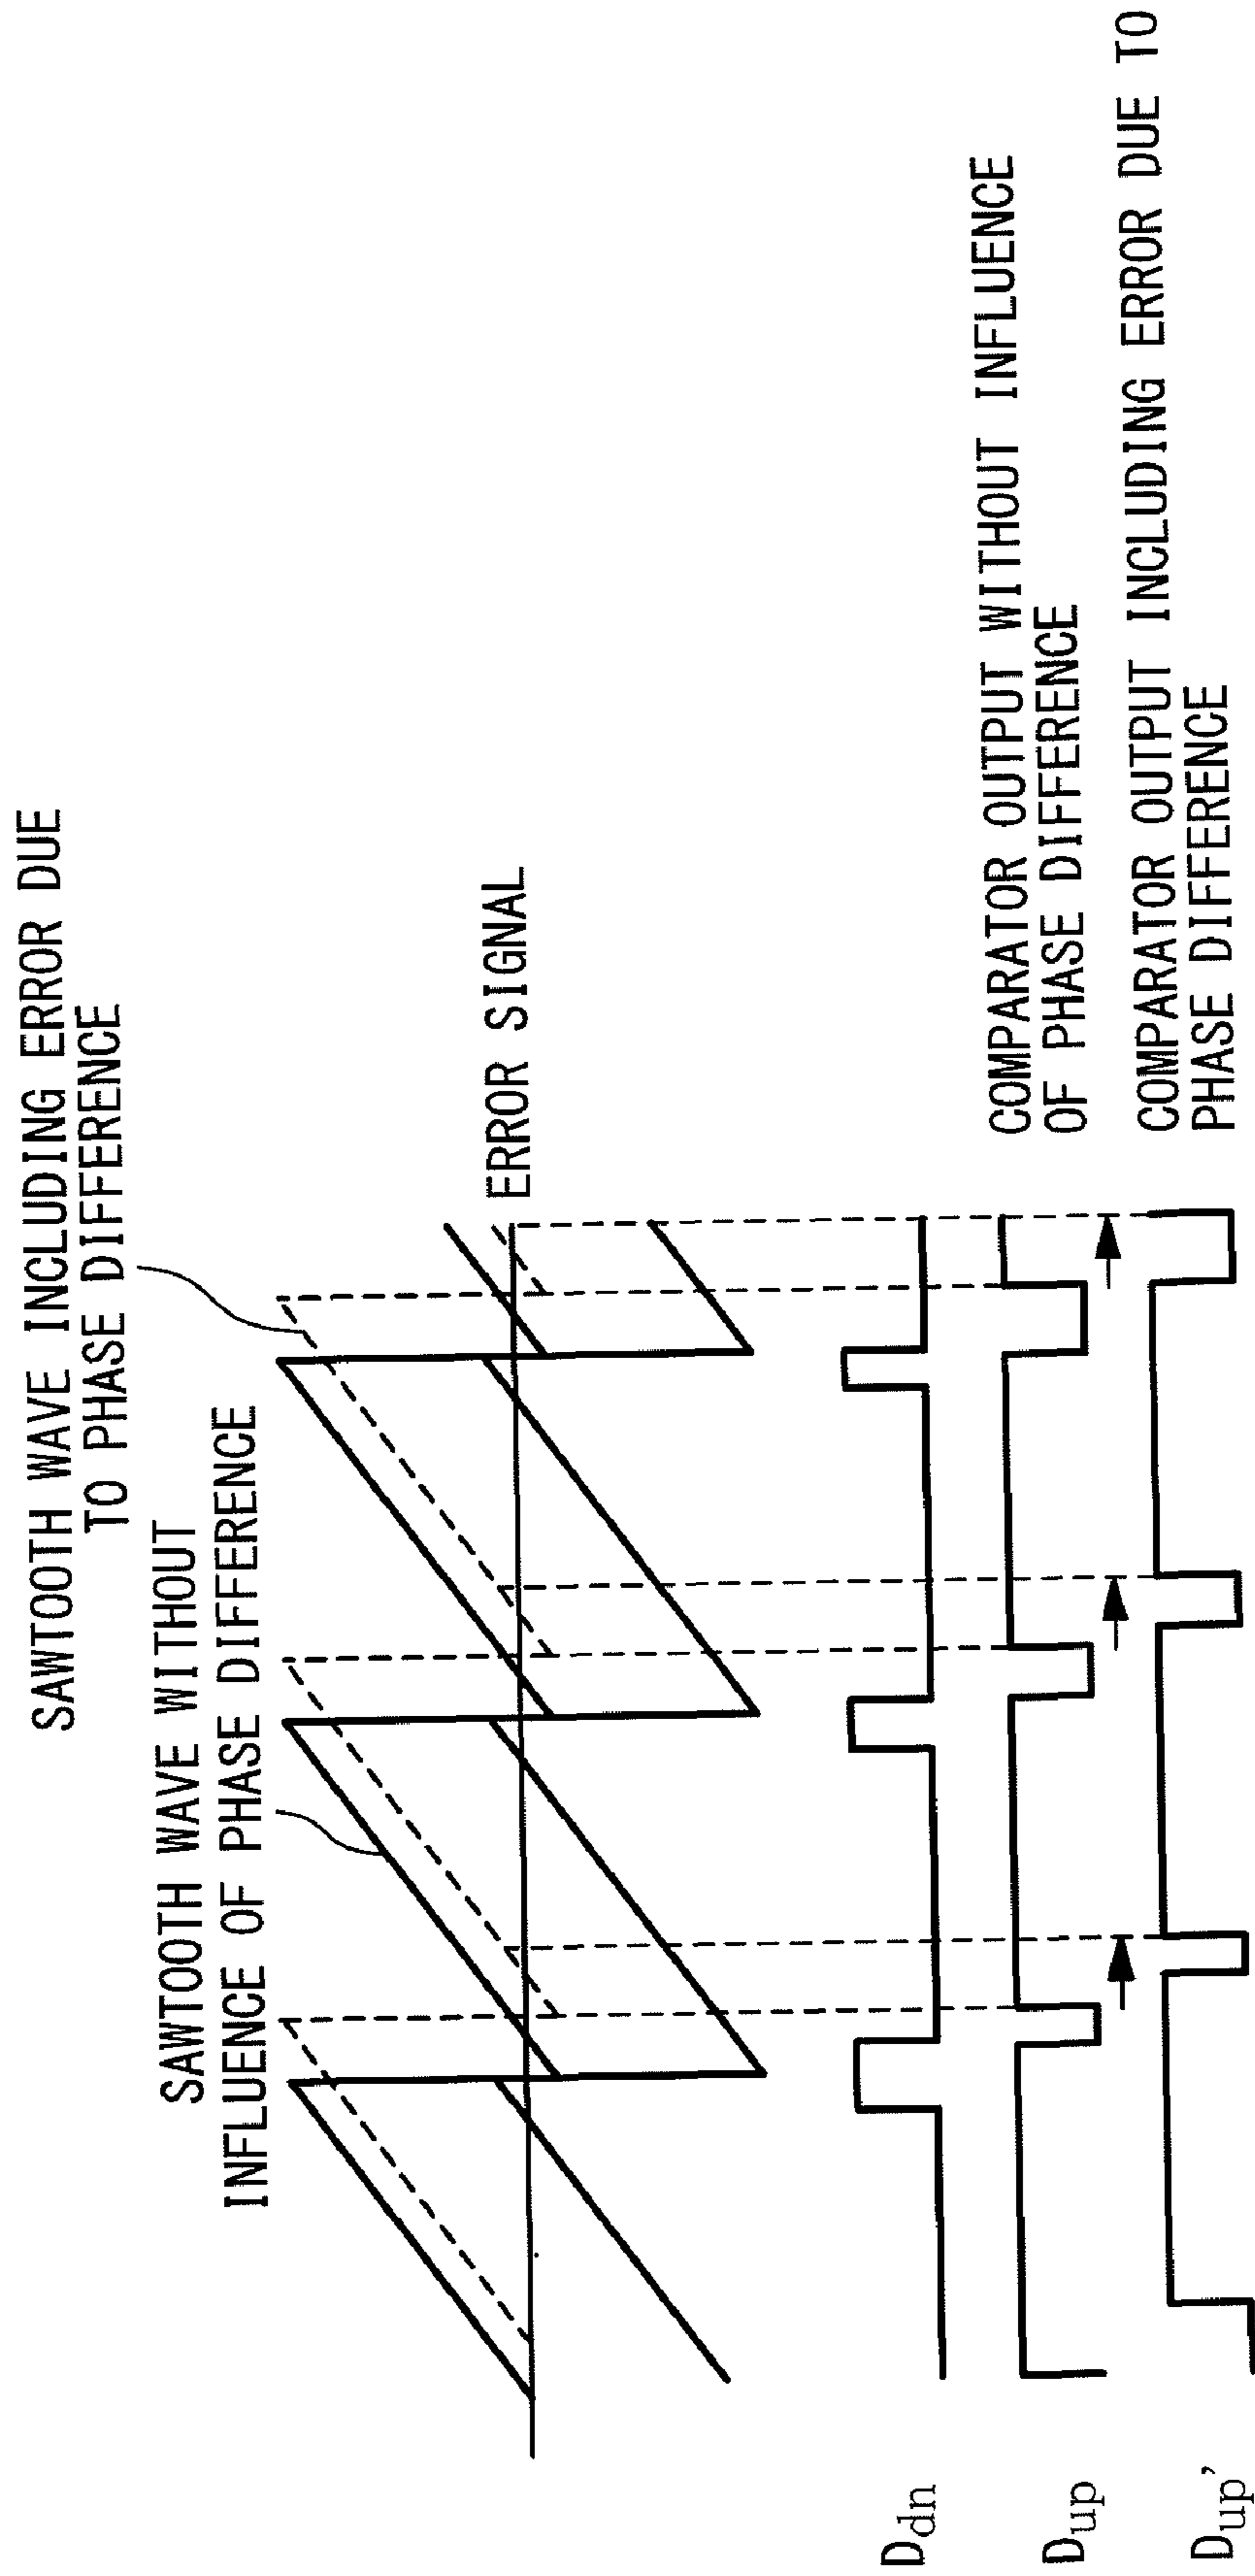 SAWTOOTH WAVE INCLUDING ERROR DUE
TO PHASE DIFFERENCE
SAWTOOTH WAVE WITHOUT
INFLUENCE OF PHASE DIFFERENCE
ERROR SIGNAL
Ddn
Dup
COMPARATOR OUTPUT WITHOUT INFLUENCE
OF PHASE DIFFERENCE
Dup'
COMPARATOR OUTPUT INCLUDING ERROR DUE TO
PHASE DIFFERENCE